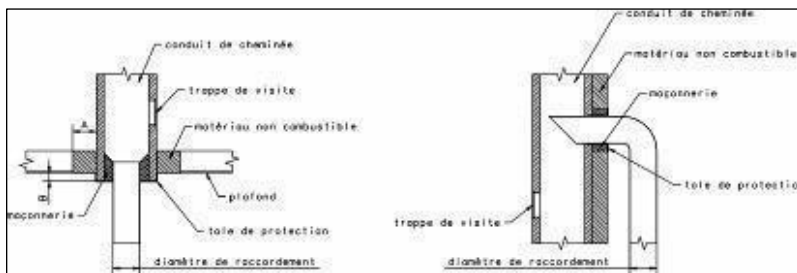 conduit de cheminée
trappe de visite
matériau non combustible
A
B
plafond
maçonnerie
tole de protection
diamètre de raccordement
conduit de cheminée
matériau non combustible
maçonnerie
tole de protection
trappe de visite
diamètre de raccordement